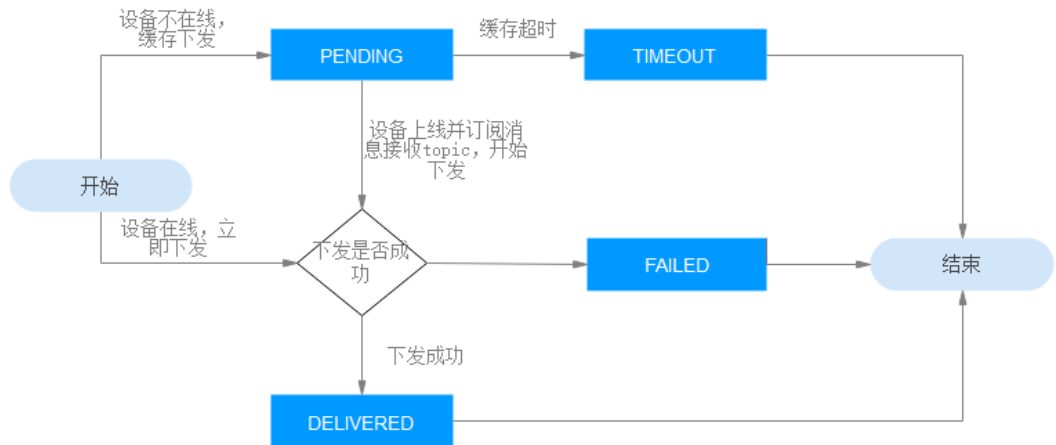 设备不在线，
缓存下发
PENDING
缓存超时
TIMEOUT
设备上线并订阅消
息接收topic，开始
下发
开始
设备在线，立
即下发
下发是否成
功
FAILED
结束
下发成功
DELIVERED